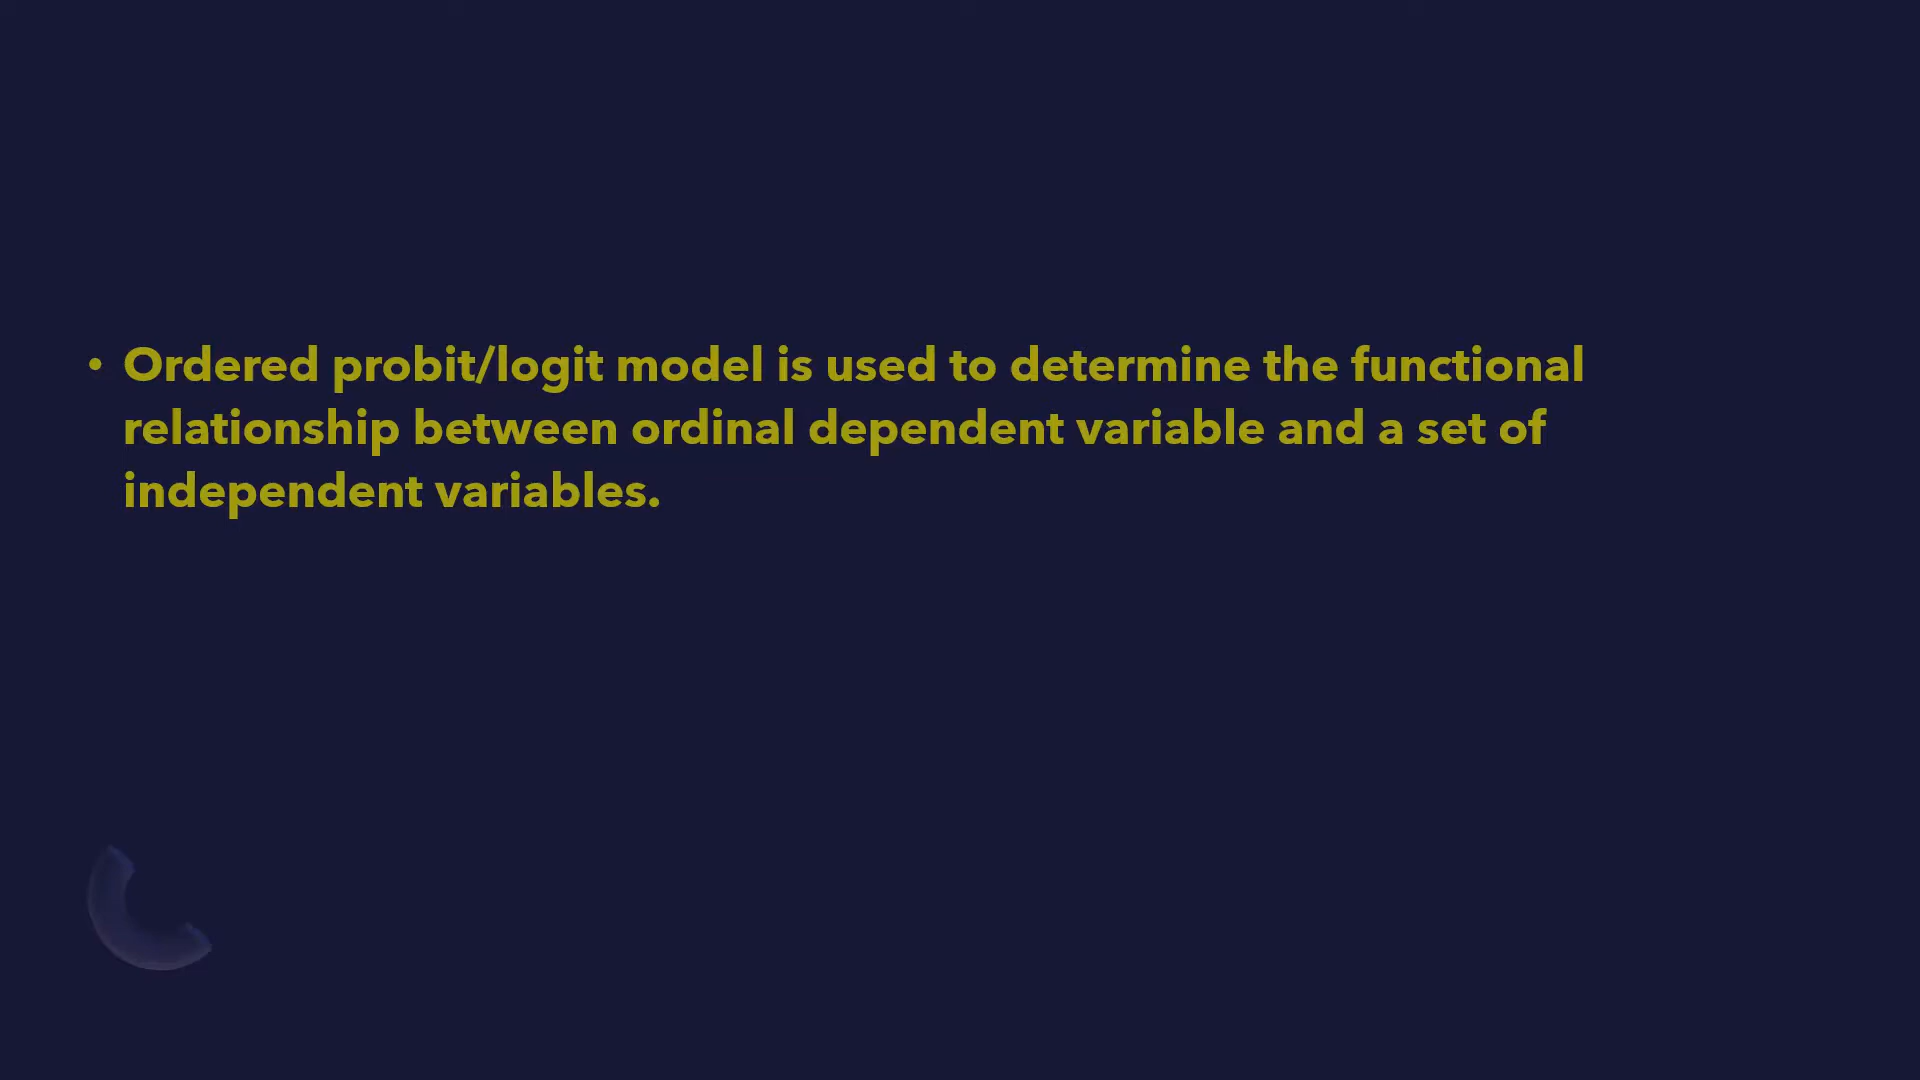 • Ordered probit/logit model is used to determine the functional
relationship between ordinal dependent variable and a set of
independent variables.